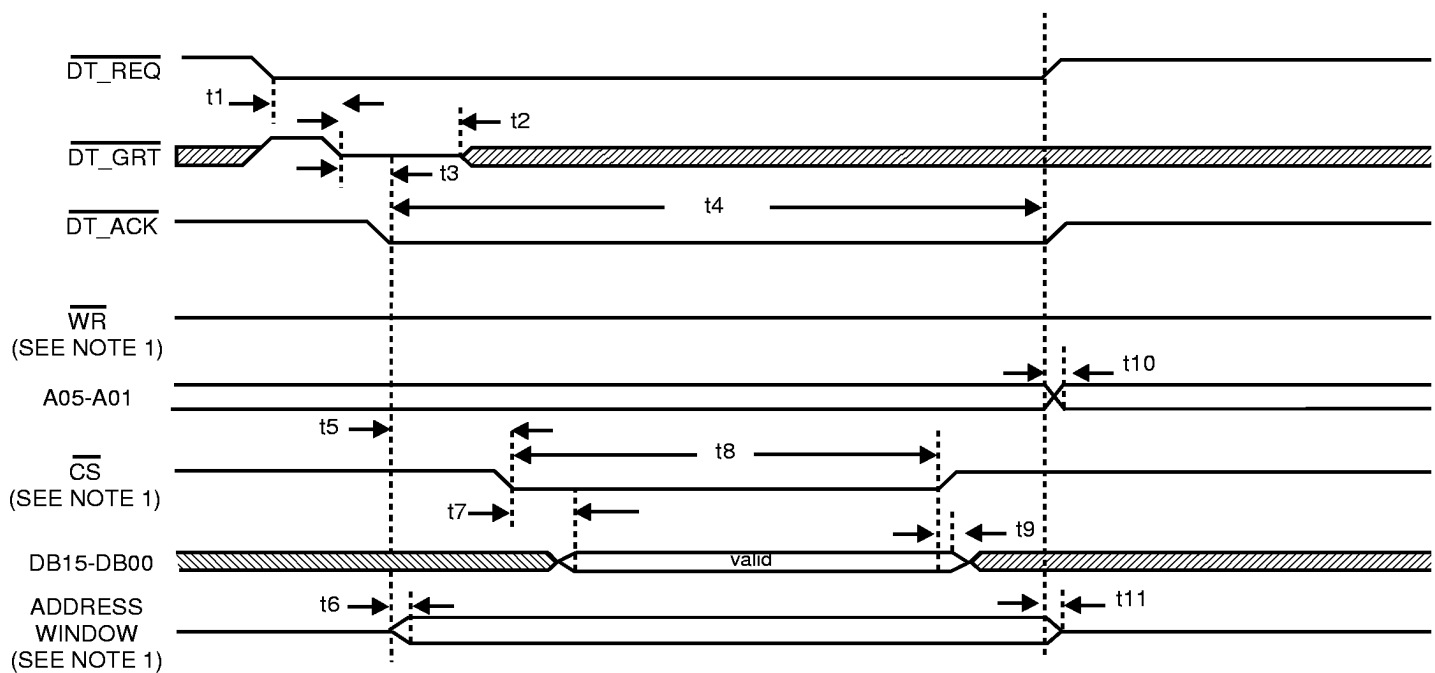 DT_REQ
t1
t2
DT_GRT
t3
t4
DT_ACK
WR
(SEE NOTE 1)
t10
A05-A01
t5
t8
CS
(SEE NOTE 1)
t7
t9
DB15-DB00
valid
t6
t11
ADDRESS
WINDOW
(SEE NOTE 1)